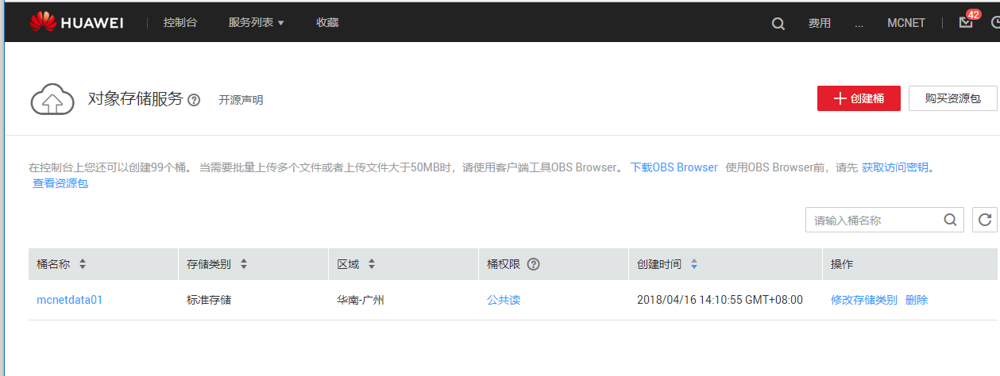 HUAWEI 控制台 服务列表 收藏 费用 ... MCNET 42
对象存储服务 ? 开源声明 创建桶 购买资源包
在控制台上您还可以创建99个桶。 当需要批量上传多个文件或者上传文件大于50MB时，请使用客户端工具OBS Browser。 下载OBS Browser 使用OBS Browser前，请先 获取访问密钥。
查看资源包
请输入桶名称
桶名称 存储类别 区域 桶权限 ? 创建时间 操作
mcnetdata01 标准存储 华南-广州 公共读 2018/04/16 14:10:55 GMT+08:00 修改存储类别 删除